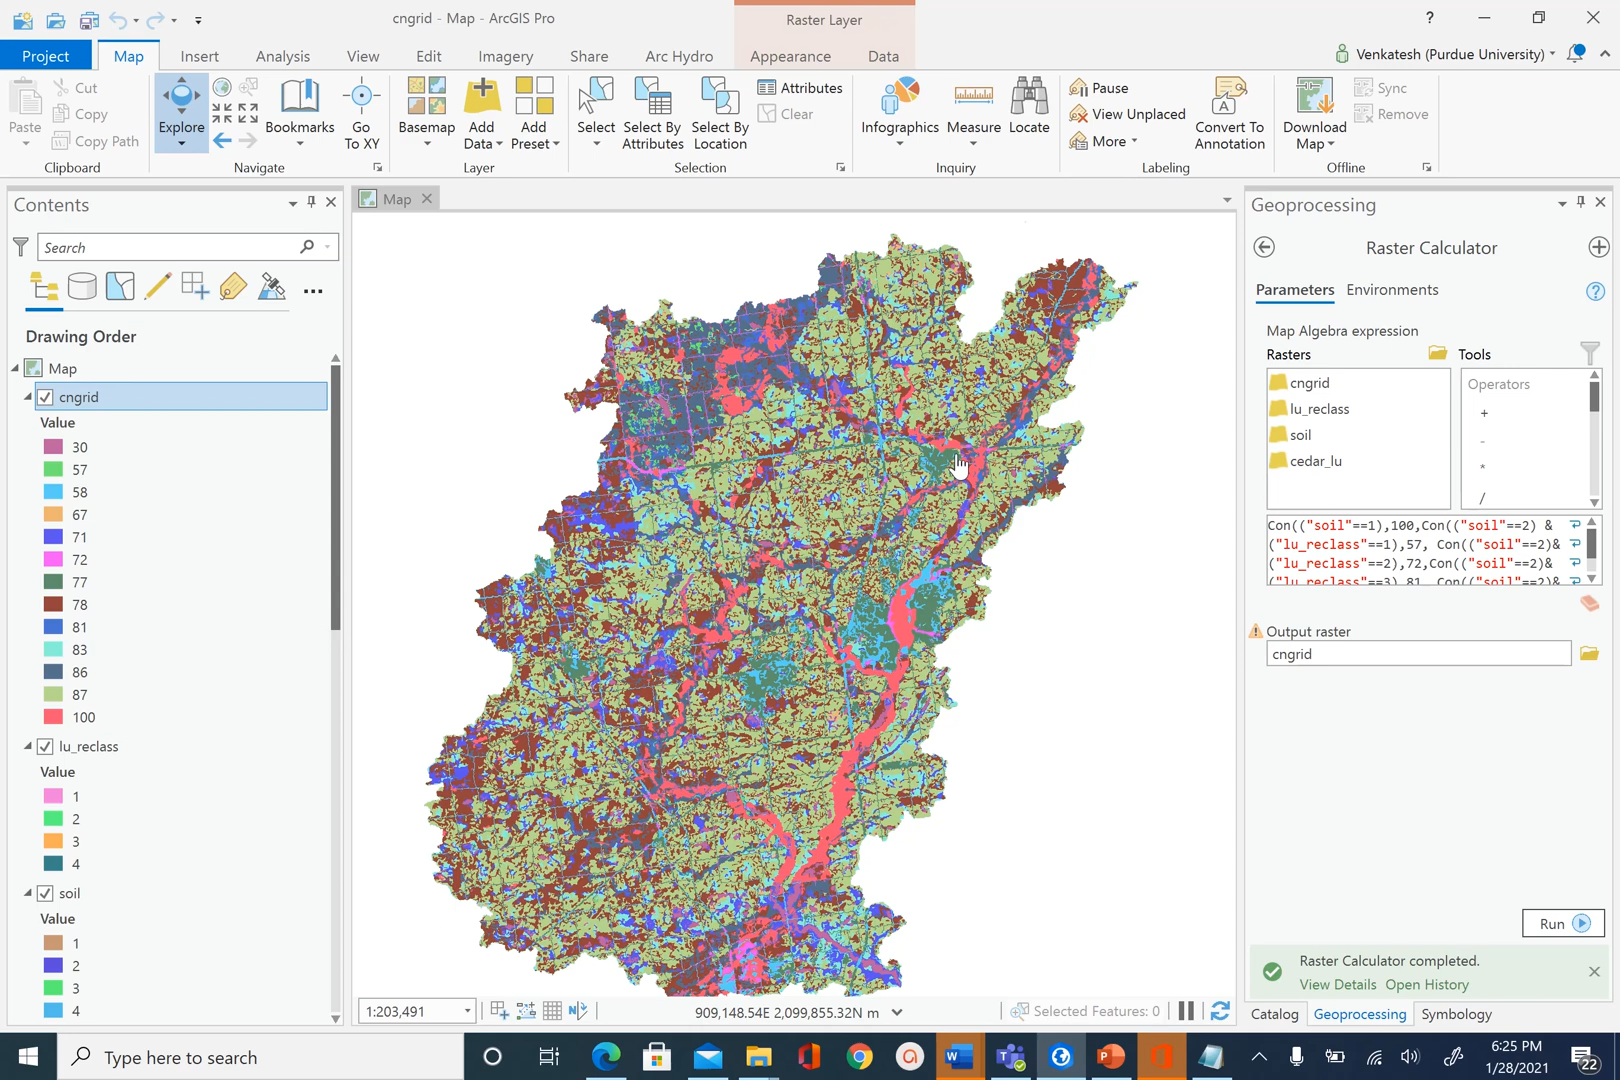 cngrid - Map - ArcGIS Pro
Raster Layer
?
Project
Map
Insert
Analysis
View
Edit
Imagery
Share
Arc Hydro
Appearance
Data
Venkatesh (Purdue University)
Paste
Cut
Copy
Copy Path
Clipboard
Explore
Bookmarks
Go To XY
Navigate
Basemap
Add Data
Add Preset
Layer
Select
Select By Attributes
Select By Location
Attributes
Clear
Selection
Infographics
Measure
Locate
Inquiry
Pause
View Unplaced
More
Convert To Annotation
Labeling
Download Map
Sync
Remove
Offline
Contents
Search
Drawing Order
Map
cngrid
Value
30
57
58
67
71
72
77
78
81
83
86
87
100
lu_reclass
Value
1
2
3
4
soil
Value
1
2
3
4
Map
1:203,491
909,148.54E 2,099,855.32N m
Selected Features: 0
Geoprocessing
Raster Calculator
Parameters
Environments
?
Map Algebra expression
Rasters
Tools
cngrid
lu_reclass
soil
cedar_lu
Operators
+
-
*
/
Con(("soil"==1),100,Con(("soil"==2) &
("lu_reclass"==1),57, Con(("soil"==2)&
("lu_reclass"==2),72,Con(("soil"==2)&
("lu_reclass"==3),81, Con(("soil"==2)&
Output raster
cngrid
Run
Raster Calculator completed.
View Details Open History
Catalog
Geoprocessing
Symbology
Type here to search
6:25 PM
1/28/2021
22